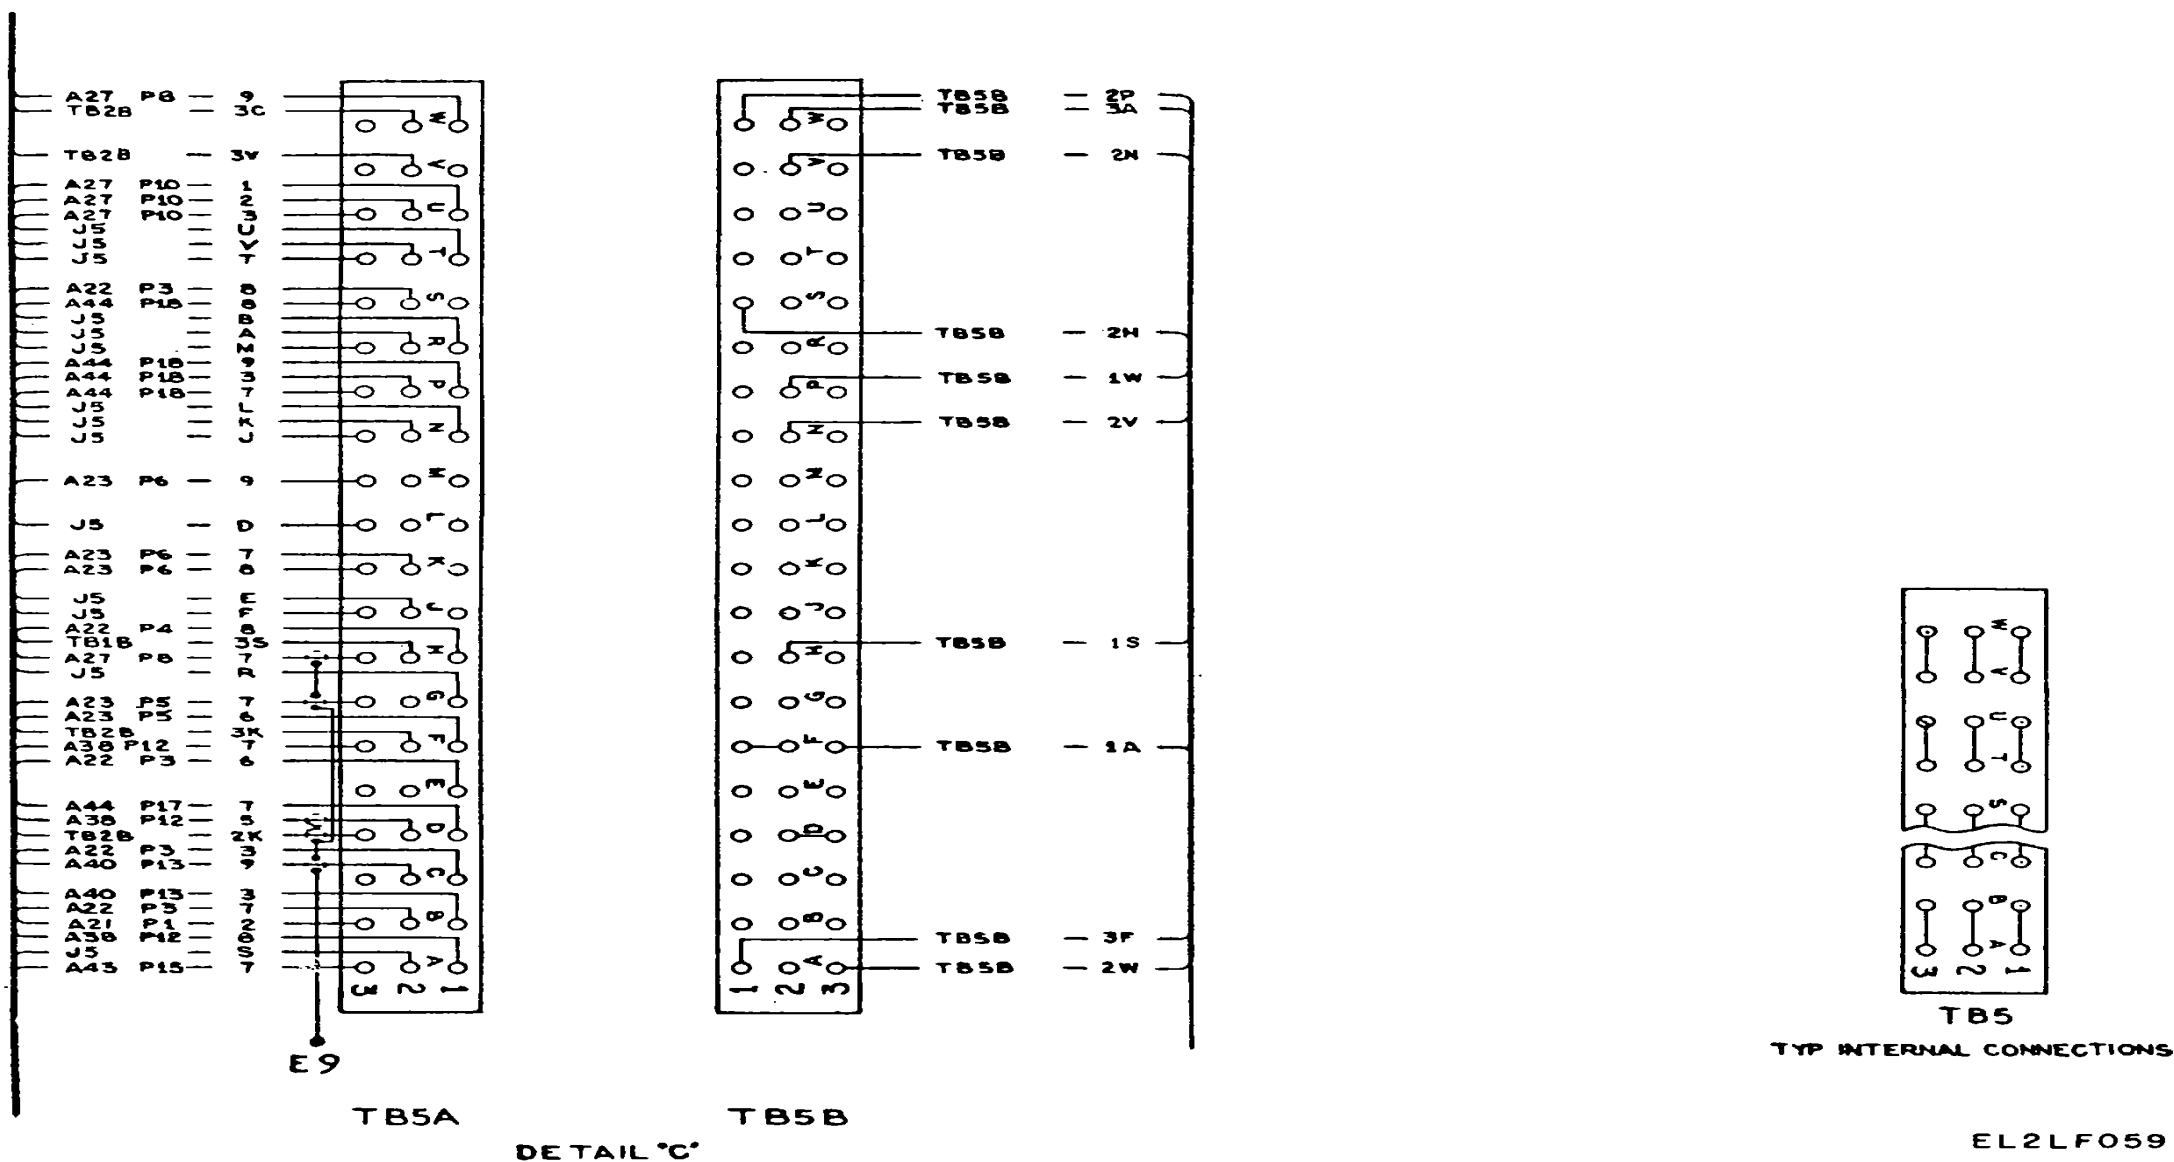 A27 P8 — 9
TB2B — 3C
TB2B — 3V
A27 P10 — 1
A27 P10 — 2
A27 P10 — 3
J5 — U
J5 — V
J5 — T
A22 P3 — 8
A44 P18 — 8
J5 — B
J5 — A
J5 — M
A44 P18 — 9
A44 P18 — 3
A44 P18 — 7
J5 — L
J5 — K
J5 — J
A23 P6 — 9
J5 — D
A23 P6 — 7
A23 P6 — 8
J5 — E
J5 — F
A22 P4 — 8
TB1B — 3S
A27 P8 — 7
J5 — R
A23 P5 — 7
A23 P5 — 6
TB2B — 3K
A38 P12 — 7
A22 P3 — 6
A44 P17 — 7
A38 P12 — 5
TB2B — 2K
A22 P3 — 3
A40 P13 — 9
A40 P13 — 3
A22 P3 — 7
A21 P1 — 2
A38 P12 —
J5 — S
A43 P15 — 7
E9
W
V
U
T
S
R
P
N
M
L
K
J
H
G
F
E
D
C
B
A
3 2 1
TB5A
W
V
U
T
S
R
P
N
M
L
K
J
H
G
F
E
D
C
B
A
1 2 3
TB5B
TB5B — 2P
TB5B — 3A
TB5B — 2N
TB5B — 2H
TB5B — 1W
TB5B — 2V
TB5B — 1S
TB5B — 1A
TB5B — 3F
TB5B — 2W
DETAIL "C"
W
V
U
T
S
C
B
A
3 2 1
TB5
TYP INTERNAL CONNECTIONS
EL2LF059